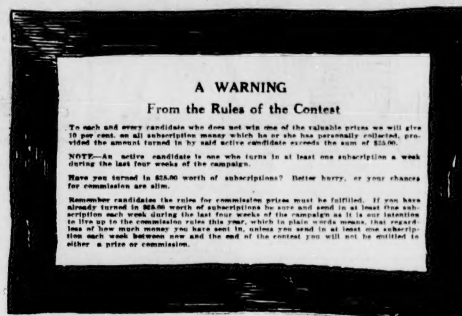 A WARNING
From the Rules of the Contest
To each and every candidate who does not win one of the valuable prizes we will give
10 per cent. on all subscription money which he or she has personally collected, pro-
vided the amount turned in by said active candidate exceeds the sum of $25.00.
NOTE—An active candidate is one who turns in at least one subscription a week
during the last four weeks of the campaign.
Have you turned in $25.00 worth of subscriptions? Better hurry, or your chances
for commission are slim.
Remember candidates the rules for commission prizes must be fulfilled. If you have
already turned in $25.00 worth of subscriptions be sure and send in at least One sub-
scription each week during the last four weeks of the campaign as it is our intention
to live up to the commission rules this year, which in plain words means, that regard-
less of how much money you have sent in, unless you send in at least one subscrip-
tion each week between now and the end of the contest you will not be entitled to
either a prize or commission.